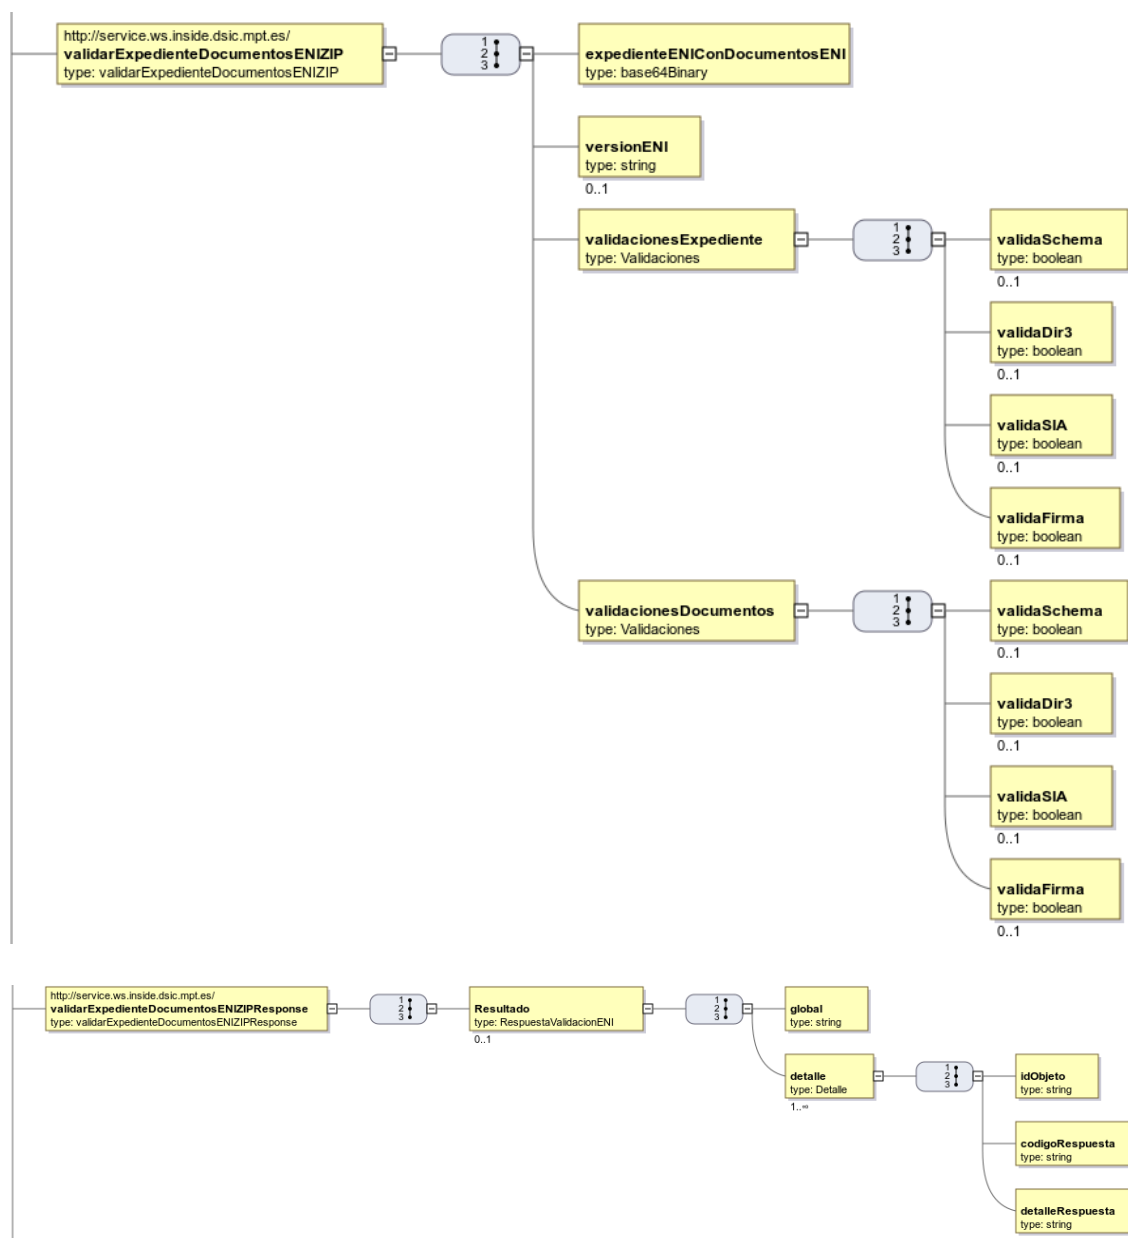 http://service.ws.inside.dsic.mpt.es/
validarExpedienteDocumentosENIZIP
type: validarExpedienteDocumentosENIZIP
1
2
3
expedienteENIConDocumentosENI
type: base64Binary
versionENI
type: string
0..1
validacionesExpediente
type: Validaciones
1
2
3
validaSchema
type: boolean
0..1
validaDir3
type: boolean
0..1
validaSIA
type: boolean
0..1
validaFirma
type: boolean
0..1
validacionesDocumentos
type: Validaciones
1
2
3
validaSchema
type: boolean
0..1
validaDir3
type: boolean
0..1
validaSIA
type: boolean
0..1
validaFirma
type: boolean
0..1
http://service.ws.inside.dsic.mpt.es/
validarExpedienteDocumentosENIZIPResponse
type: validarExpedienteDocumentosENIZIPResponse
1
2
3
Resultado
type: RespuestaValidacionENI
0..1
1
2
3
global
type: string
detalle
type: Detalle
1..∞
1
2
3
idObjeto
type: string
codigoRespuesta
type: string
detalleRespuesta
type: string